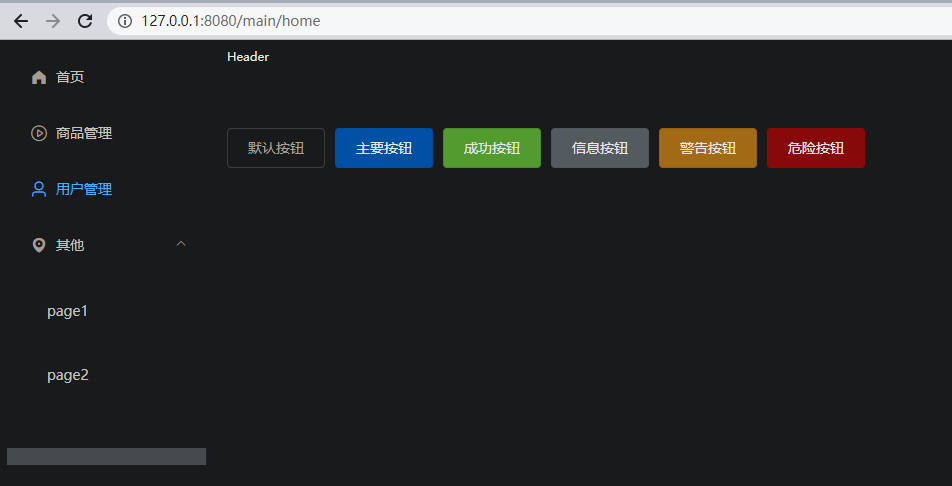 127.0.0.1:8080/main/home
Header
首页
商品管理
用户管理
其他
page1
page2
默认按钮 主要按钮 成功按钮 信息按钮 警告按钮 危险按钮